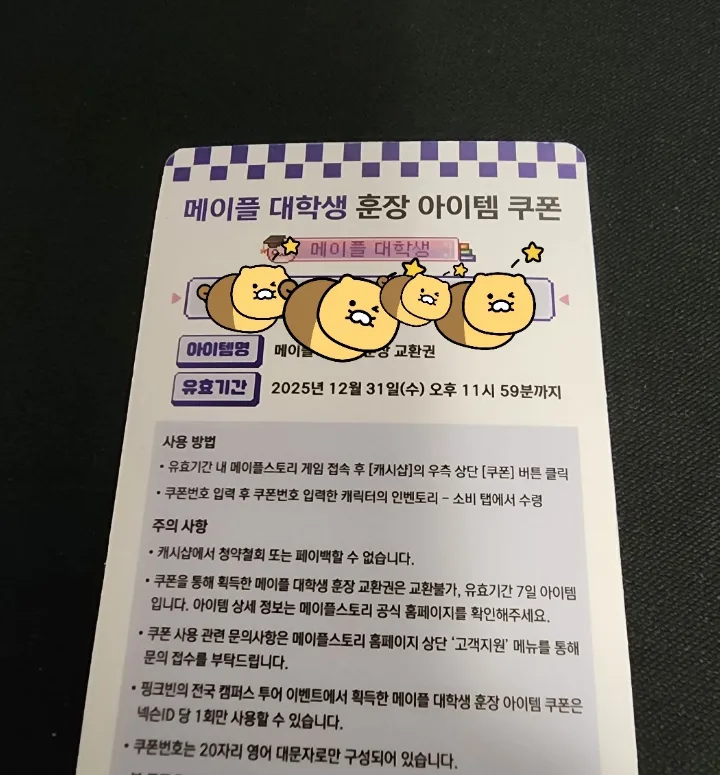 메이플 대학생 훈장 아이템 쿠폰
메이플 대학생
아이템명 메이플 훈장 교환권
유효기간 2025년 12월 31일(수) 오후 11시 59분까지
사용 방법
• 유효기간 내 메이플스토리 게임 접속 후 [캐시샵]의 우측 상단 [쿠폰] 버튼 클릭
• 쿠폰번호 입력 후 쿠폰번호 입력한 캐릭터의 인벤토리 – 소비 탭에서 수령
주의 사항
• 캐시샵에서 청약철회 또는 페이백할 수 없습니다.
• 쿠폰을 통해 획득한 메이플 대학생 훈장 교환권은 교환불가, 유효기간 7일 아이템
입니다. 아이템 상세 정보는 메이플스토리 공식 홈페이지를 확인해주세요.
• 쿠폰 사용 관련 문의사항은 메이플스토리 홈페이지 상단 ‘고객지원’ 메뉴를 통해
문의 접수를 부탁드립니다.
• 핑크빈의 전국 캠퍼스 투어 이벤트에서 획득한 메이플 대학생 훈장 아이템 쿠폰은
넥슨ID 당 1회만 사용할 수 있습니다.
• 쿠폰번호는 20자리 영어 대문자로만 구성되어 있습니다.